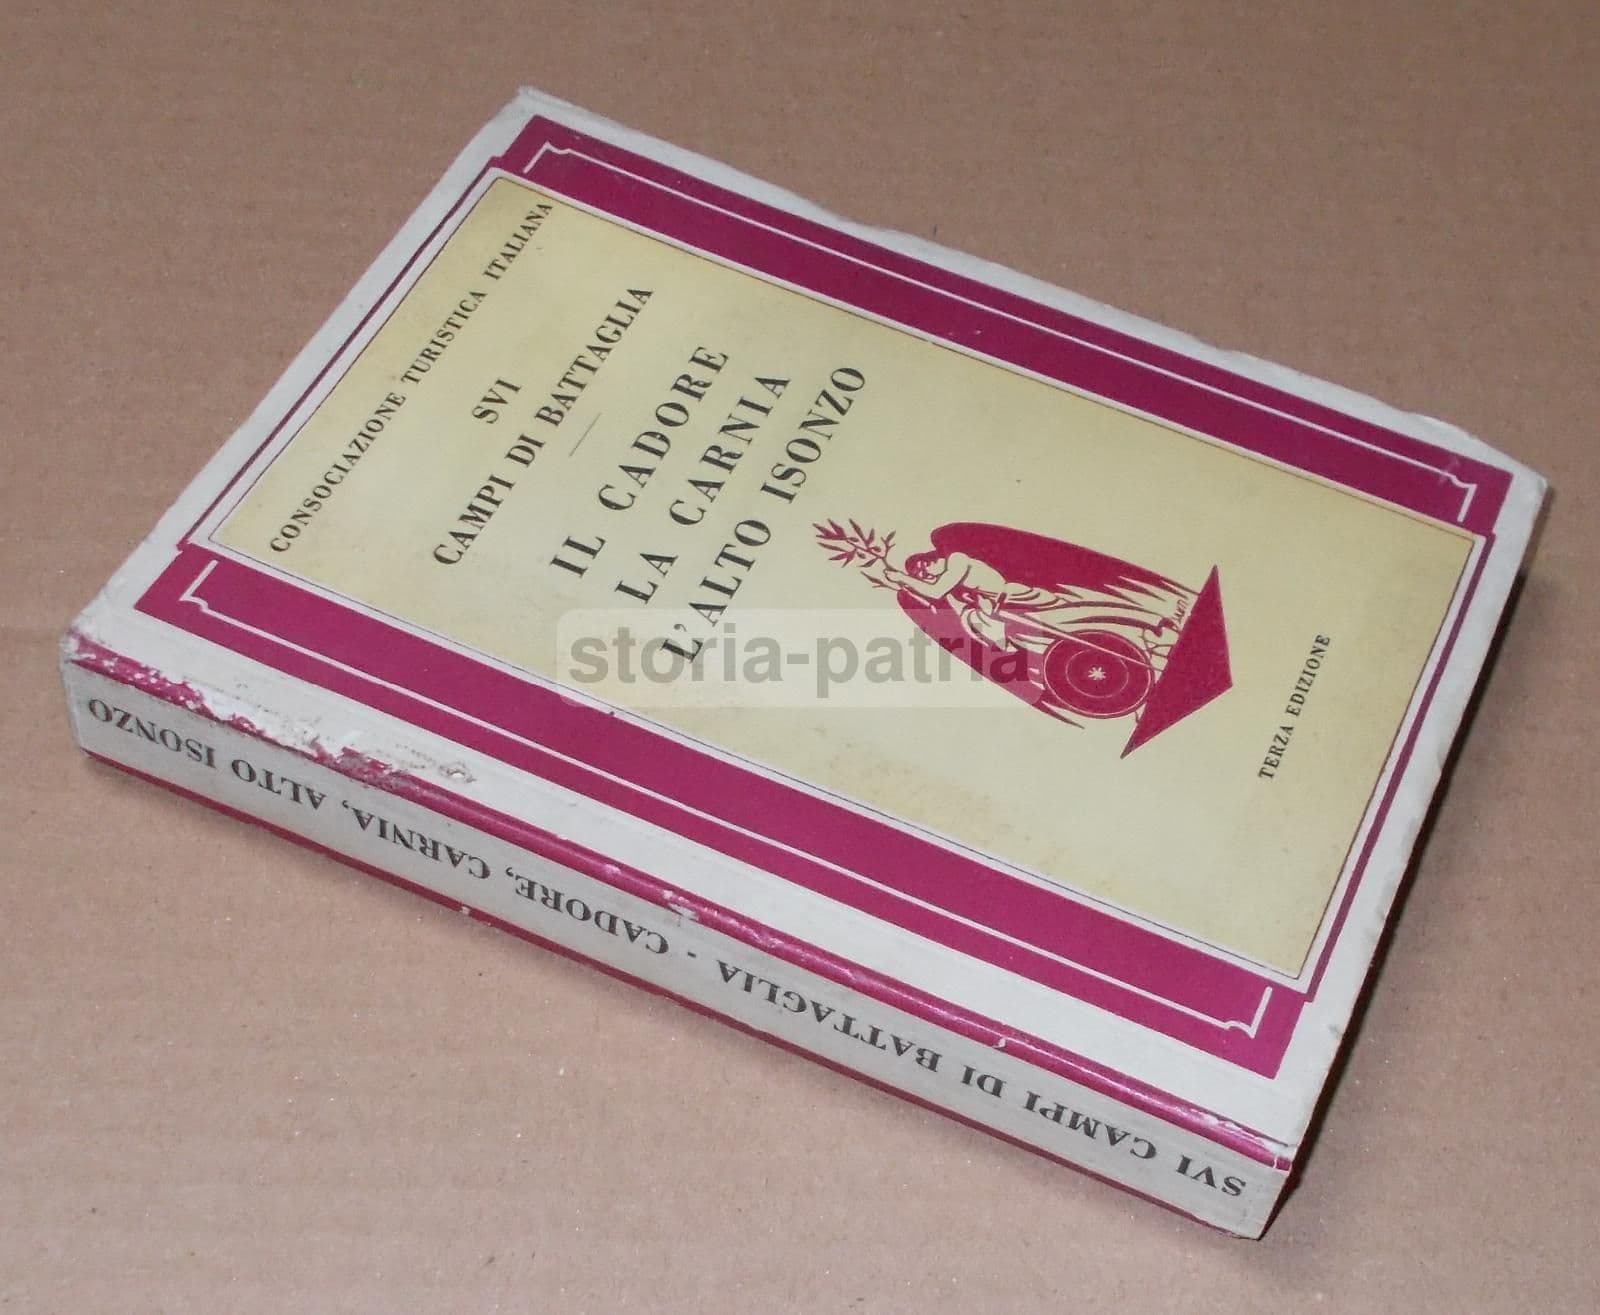 CONSOCIAZIONE TURISTICA ITALIANA
SVI
CAMPI DI BATTAGLIA
IL CADORE
LA CARNIA
L'ALTO ISONZO
TERZA EDIZIONE
storia-patria
SVI CAMPI DI BATTAGLIA - CADORE, CARNIA, ALTO ISONZO